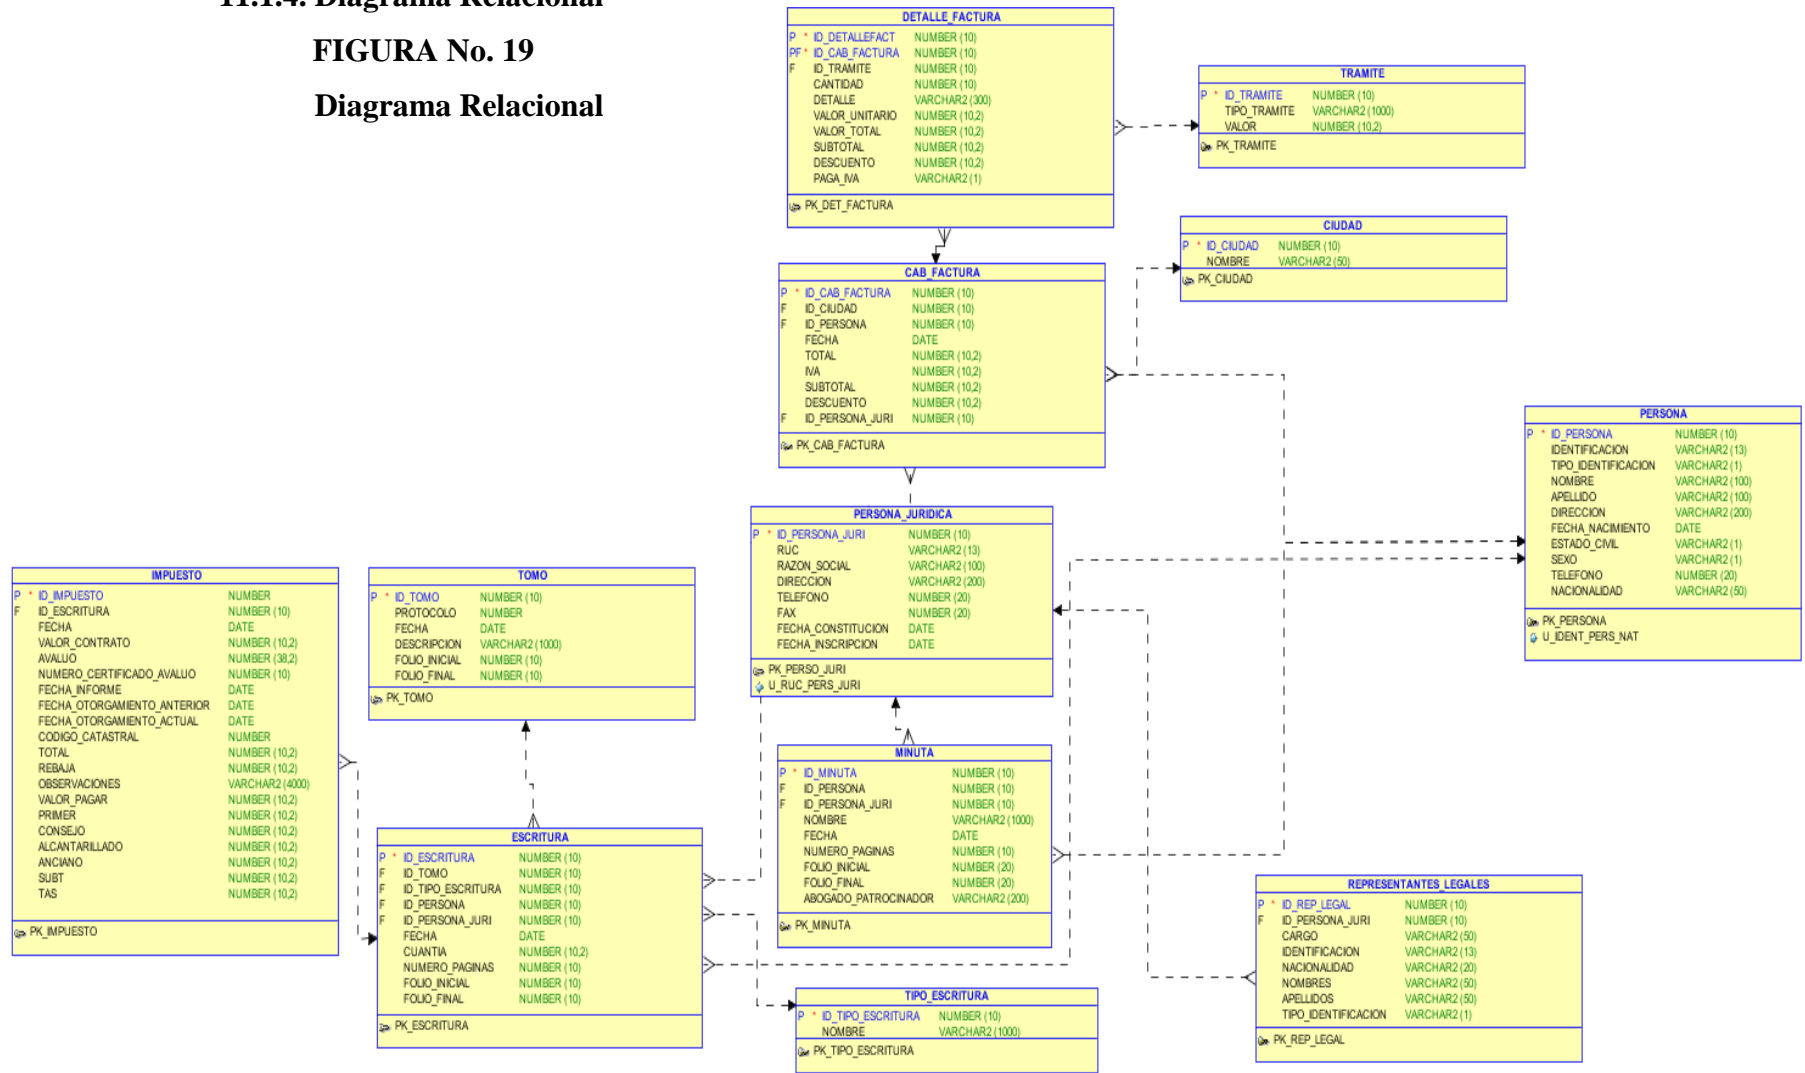 11.1.4. Diagrama Relacional
FIGURA No. 19
Diagrama Relacional
DETALLE_FACTURA
P * ID_DETALLEFACT NUMBER (10)
PF * ID_CAB_FACTURA NUMBER (10)
F ID_TRAMITE NUMBER (10)
CANTIDAD NUMBER (10)
DETALLE VARCHAR2 (300)
VALOR_UNITARIO NUMBER (10,2)
VALOR_TOTAL NUMBER (10,2)
SUBTOTAL NUMBER (10,2)
DESCUENTO NUMBER (10,2)
PAGA_IVA VARCHAR2 (1)
PK_DET_FACTURA
TRAMITE
P * ID_TRAMITE NUMBER (10)
TIPO_TRAMITE VARCHAR2 (1000)
VALOR NUMBER (10,2)
PK_TRAMITE
CIUDAD
P * ID_CIUDAD NUMBER (10)
NOMBRE VARCHAR2 (50)
PK_CIUDAD
CAB_FACTURA
P * ID_CAB_FACTURA NUMBER (10)
F ID_CIUDAD NUMBER (10)
F ID_PERSONA NUMBER (10)
FECHA DATE
TOTAL NUMBER (10,2)
IVA NUMBER (10,2)
SUBTOTAL NUMBER (10,2)
DESCUENTO NUMBER (10,2)
F ID_PERSONA_JURI NUMBER (10)
PK_CAB_FACTURA
PERSONA
P * ID_PERSONA NUMBER (10)
IDENTIFICACION VARCHAR2 (13)
TIPO_IDENTIFICACION VARCHAR2 (1)
NOMBRE VARCHAR2 (100)
APELLIDO VARCHAR2 (100)
DIRECCION VARCHAR2 (200)
FECHA_NACIMIENTO DATE
ESTADO_CIVIL VARCHAR2 (1)
SEXO VARCHAR2 (1)
TELEFONO NUMBER (20)
NACIONALIDAD VARCHAR2 (50)
PK_PERSONA
U_IDENT_PERS_NAT
PERSONA_JURIDICA
P * ID_PERSONA_JURI NUMBER (10)
RUC VARCHAR2 (13)
RAZON_SOCIAL VARCHAR2 (100)
DIRECCION VARCHAR2 (200)
TELEFONO NUMBER (20)
FAX NUMBER (20)
FECHA_CONSTITUCION DATE
FECHA_INSCRIPCION DATE
PK_PERSO_JURI
U_RUC_PERS_JURI
IMPUESTO
P * ID_IMPUESTO NUMBER
F ID_ESCRITURA NUMBER (10)
FECHA DATE
VALOR_CONTRATO NUMBER (10,2)
AVALUO NUMBER (38,2)
NUMERO_CERTIFICADO_AVALUO NUMBER (10)
FECHA_INFORME DATE
FECHA_OTORGAMIENTO_ANTERIOR DATE
FECHA_OTORGAMIENTO_ACTUAL DATE
CODIGO_CATASTRAL NUMBER
TOTAL NUMBER (10,2)
REBAJA NUMBER (10,2)
OBSERVACIONES VARCHAR2 (4000)
VALOR_PAGAR NUMBER (10,2)
PRIMER NUMBER (10,2)
CONSEJO NUMBER (10,2)
ALCANTARILLADO NUMBER (10,2)
ANCIANO NUMBER (10,2)
SUBT NUMBER (10,2)
TAS NUMBER (10,2)
PK_IMPUESTO
TOMO
P * ID_TOMO NUMBER (10)
PROTOCOLO NUMBER
FECHA DATE
DESCRIPCION VARCHAR2 (1000)
FOLIO_INICIAL NUMBER (10)
FOLIO_FINAL NUMBER (10)
PK_TOMO
MINUTA
P * ID_MINUTA NUMBER (10)
F ID_PERSONA NUMBER (10)
F ID_PERSONA_JURI NUMBER (10)
NOMBRE VARCHAR2 (1000)
FECHA DATE
NUMERO_PAGINAS NUMBER (10)
FOLIO_INICIAL NUMBER (20)
FOLIO_FINAL NUMBER (20)
ABOGADO_PATROCINADOR VARCHAR2 (200)
PK_MINUTA
ESCRITURA
P * ID_ESCRITURA NUMBER (10)
F ID_TOMO NUMBER (10)
F ID_TIPO_ESCRITURA NUMBER (10)
F ID_PERSONA NUMBER (10)
F ID_PERSONA_JURI NUMBER (10)
FECHA DATE
CUANTIA NUMBER (10,2)
NUMERO_PAGINAS NUMBER (10)
FOLIO_INICIAL NUMBER (10)
FOLIO_FINAL NUMBER (10)
PK_ESCRITURA
REPRESENTANTES_LEGALES
P * ID_REP_LEGAL NUMBER (10)
F ID_PERSONA_JURI NUMBER (10)
CARGO VARCHAR2 (50)
IDENTIFICACION VARCHAR2 (13)
NACIONALIDAD VARCHAR2 (20)
NOMBRES VARCHAR2 (50)
APELLIDOS VARCHAR2 (50)
TIPO_IDENTIFICACION VARCHAR2 (1)
PK_REP_LEGAL
TIPO_ESCRITURA
P * ID_TIPO_ESCRITURA NUMBER (10)
NOMBRE VARCHAR2 (1000)
PK_TIPO_ESCRITURA